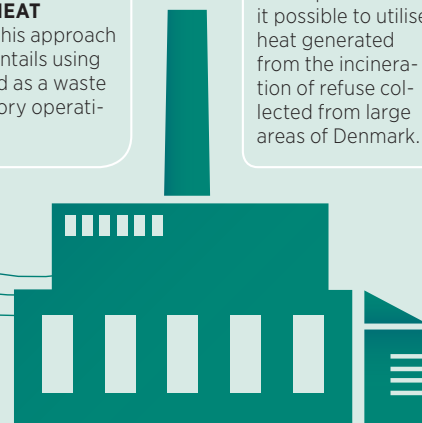 HEAT
his approach
ntails using
d as a waste
ory operati-
it possible to utilise
heat generated
from the incinera-
tion of refuse col-
lected from large
areas of Denmark.